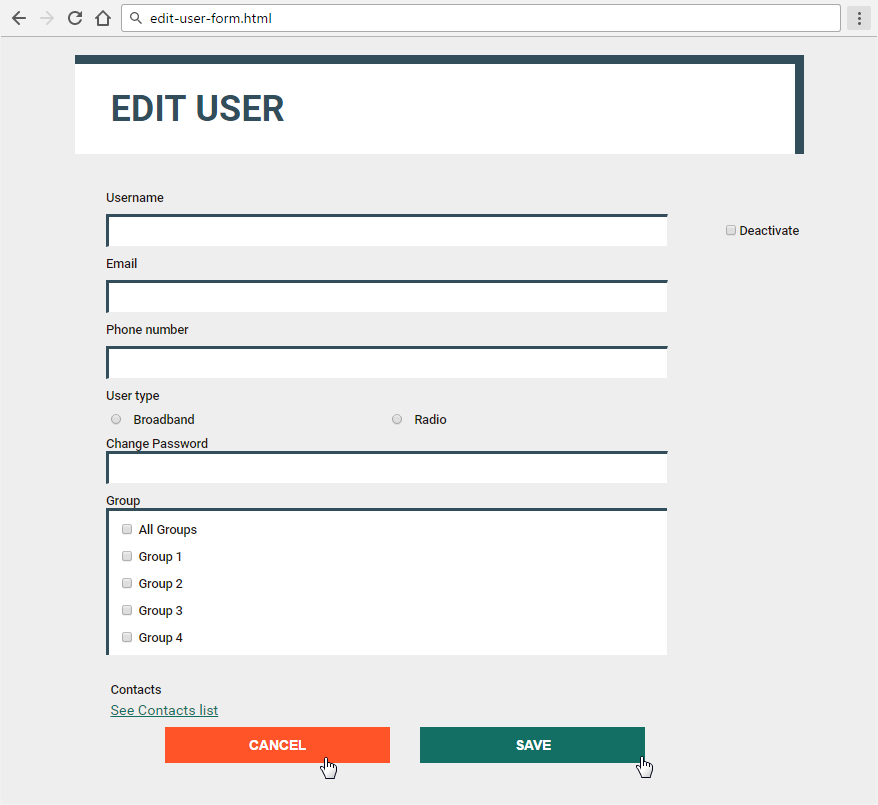 edit-user-form.html
EDIT USER
Username
Deactivate
Email
Phone number
User type
Broadband Radio
Change Password
Group
All Groups
Group 1
Group 2
Group 3
Group 4
Contacts
See Contacts list
CANCEL SAVE